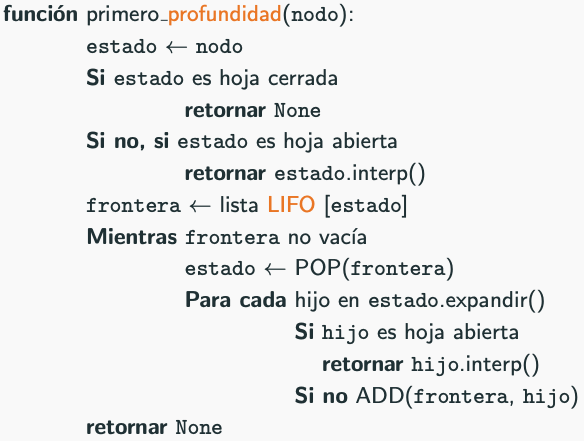 función primero_profundidad(nodo):
estado ← nodo
Si estado es hoja cerrada
retornar None
Si no, si estado es hoja abierta
retornar estado.interp()
frontera ← lista LIFO [estado]
Mientras frontera no vacía
estado ← POP(frontera)
Para cada hijo en estado.expandir()
Si hijo es hoja abierta
retornar hijo.interp()
Si no ADD(frontera, hijo)
retornar None